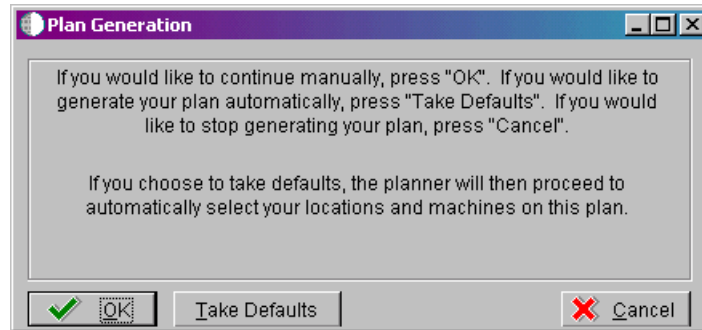 Plan Generation
If you would like to continue manually, press "OK".  If you would like to
generate your plan automatically, press "Take Defaults".  If you would
like to stop generating your plan, press "Cancel".
If you choose to take defaults, the planner will then proceed to
automatically select your locations and machines on this plan.
OK
Take Defaults
Cancel